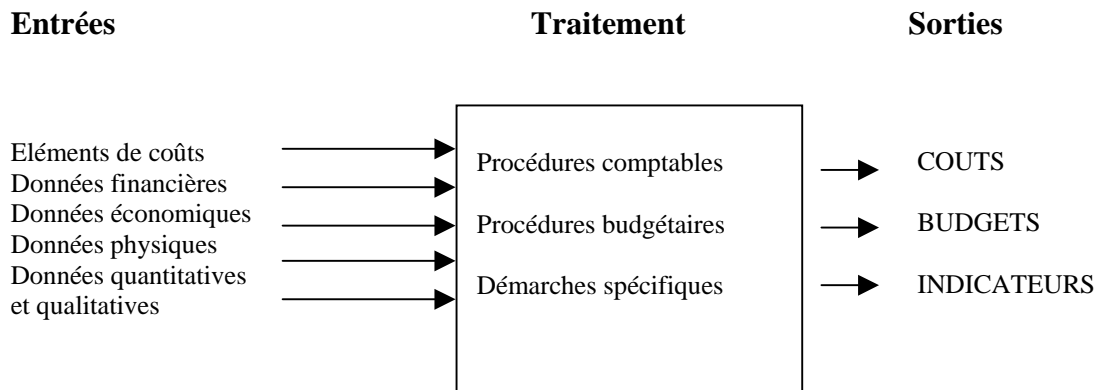 Entrées Traitement Sorties
Eléments de coûts
Données financières
Données économiques
Données physiques
Données quantitatives
et qualitatives
Procédures comptables
Procédures budgétaires
Démarches spécifiques
COUTS
BUDGETS
INDICATEURS